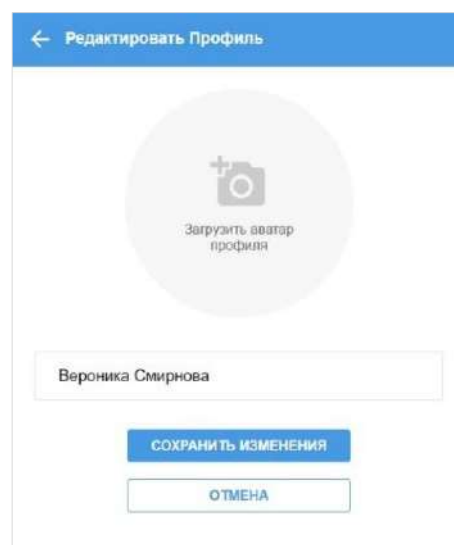 Редактировать Профиль
Загрузить аватар
профиля
Вероника Смирнова
СОХРАНИТЬ ИЗМЕНЕНИЯ
ОТМЕНА